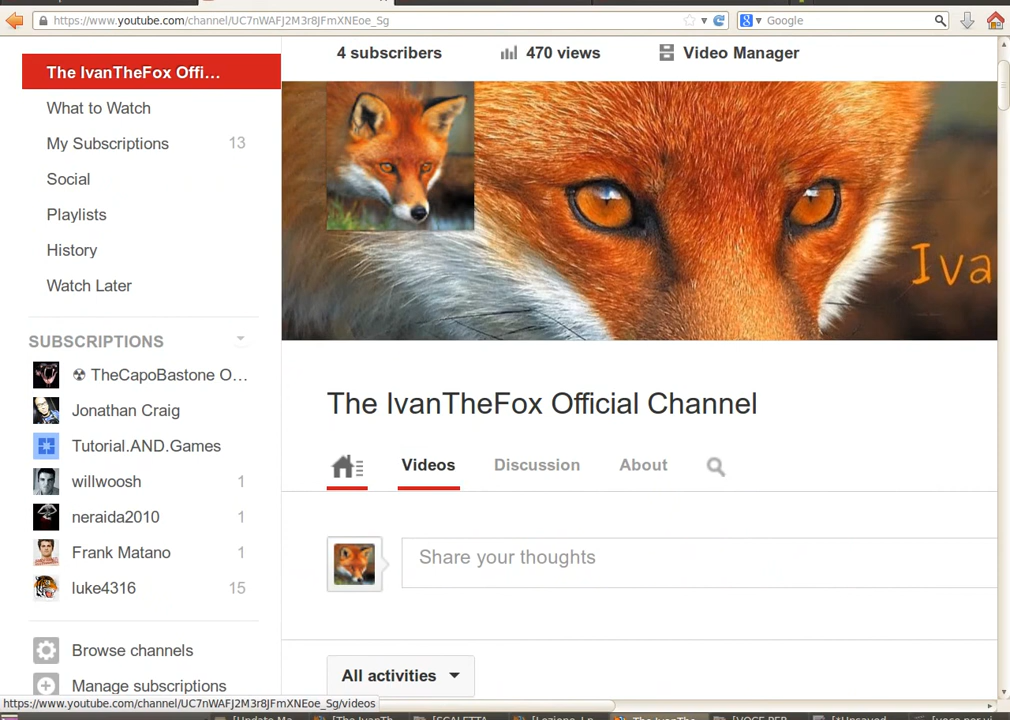 https://www.youtube.com/channel/UC7nWAFJ2M3r8JFmXNEoe_Sg
Google
4 subscribers
470 views
Video Manager
The IvanTheFox Offi...
What to Watch
My Subscriptions 13
Social
Playlists
History
Watch Later
Iva
SUBSCRIPTIONS
☢ TheCapoBastone O...
Jonathan Craig
Tutorial.AND.Games
willwoosh 1
neraida2010 1
Frank Matano 1
luke4316 15
Browse channels
Manage subscriptions
The IvanTheFox Official Channel
Videos
Discussion
About
Share your thoughts
All activities
https://www.youtube.com/channel/UC7nWAFJ2M3r8JFmXNEoe_Sg/videos